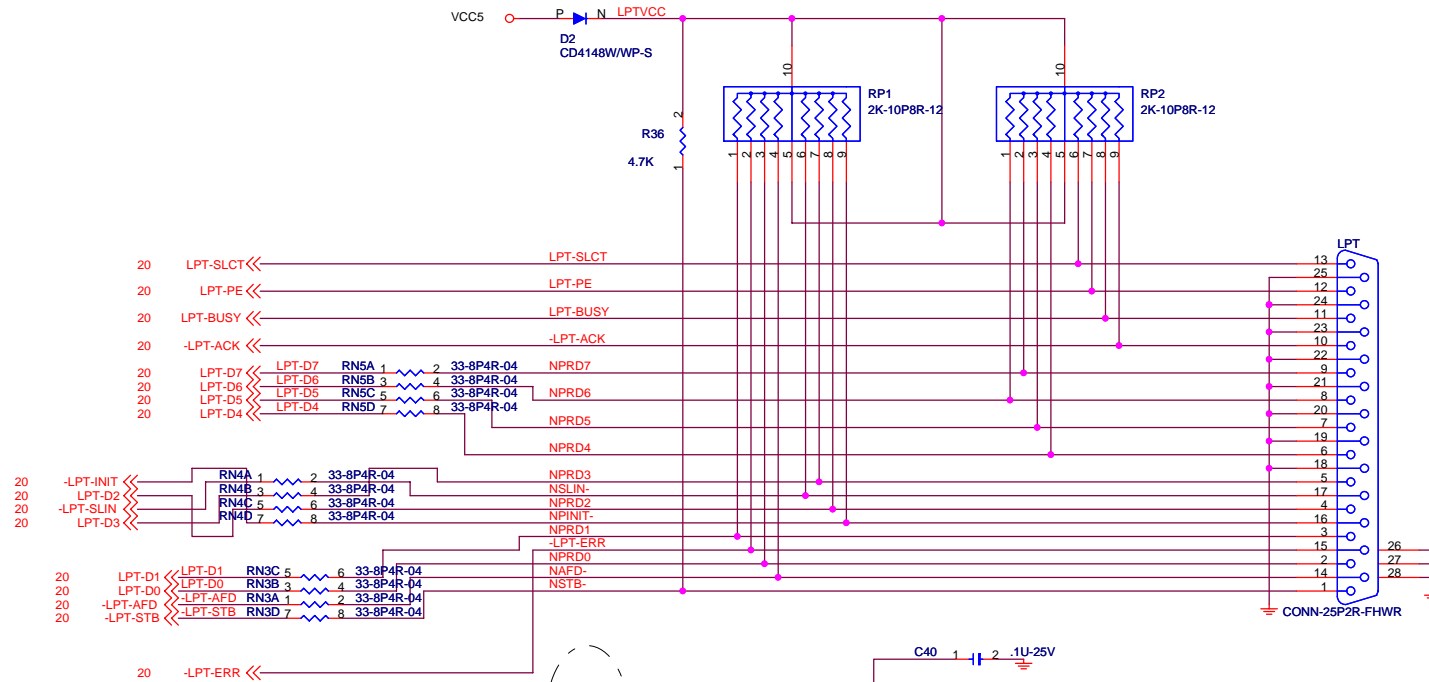 VCC5 P N LPTVCC
D2
CD4148W/WP-S
10 10
RP1
2K-10P8R-12
RP2
2K-10P8R-12
2
R36
4.7K
1
1 2 3 4 5 6 7 8 9
1 2 3 4 5 6 7 8 9
LPT
20 LPT-SLCT LPT-SLCT 13
25
20 LPT-PE LPT-PE 12
24
20 LPT-BUSY LPT-BUSY 11
23
20 -LPT-ACK -LPT-ACK 10
22
20 LPT-D7 LPT-D7 RN5A 1 2 33-8P4R-04 NPRD7 9
20 LPT-D6 LPT-D6 RN5B 3 4 33-8P4R-04 21
20 LPT-D5 LPT-D5 RN5C 5 6 33-8P4R-04 NPRD6 8
20 LPT-D4 LPT-D4 RN5D 7 8 33-8P4R-04 20
NPRD5 7
19
NPRD4 6
18
20 -LPT-INIT RN4A 1 2 33-8P4R-04 NPRD3 5
20 LPT-D2 RN4B 3 4 33-8P4R-04 NSLIN- 17
20 -LPT-SLIN RN4C 5 6 33-8P4R-04 NPRD2 4
20 LPT-D3 RN4D 7 8 33-8P4R-04 NPINIT- 16
NPRD1 3
-LPT-ERR 15 26
NPRD0 2 27
20 LPT-D1 LPT-D1 RN3C 5 6 33-8P4R-04 NAFD- 14 28
20 LPT-D0 LPT-D0 RN3B 3 4 33-8P4R-04 NSTB- 1
20 -LPT-AFD -LPT-AFD RN3A 1 2 33-8P4R-04
20 -LPT-STB -LPT-STB RN3D 7 8 33-8P4R-04
CONN-25P2R-FHWR
C40 1 2 .1U-25V
20 -LPT-ERR